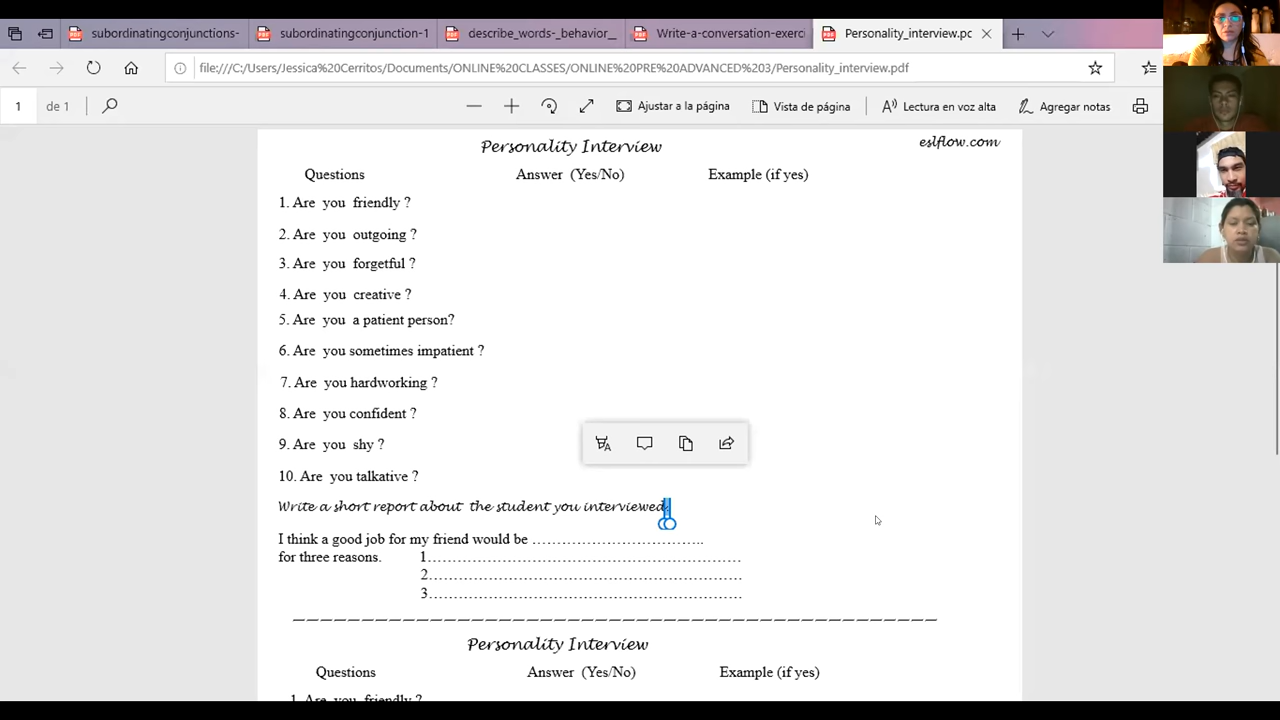 subordinatingconjunctions-
subordinatingconjunction-1
describe_words-_behavior_
Write-a-conversation-exerc
Personality_interview.pc
file:///C:/Users/Jessica%20Cerritos/Documents/ONLINE%20CLASSES/ONLINE%20PRE%20ADVANCED%203/Personality_interview.pdf
1 de 1
Ajustar a la página
Vista de página
Lectura en voz alta
Agregar notas
Personality Interview
eslflow.com
Questions Answer (Yes/No) Example (if yes)
1. Are you friendly ?
2. Are you outgoing ?
3. Are you forgetful ?
4. Are you creative ?
5. Are you a patient person?
6. Are you sometimes impatient ?
7. Are you hardworking ?
8. Are you confident ?
9. Are you shy ?
10. Are you talkative ?
Write a short report about the student you interviewed.
I think a good job for my friend would be ……………………………..
for three reasons. 1………………………………………………………
2………………………………………………………
3………………………………………………………
Personality Interview
Questions Answer (Yes/No) Example (if yes)
1. Are you friendly ?